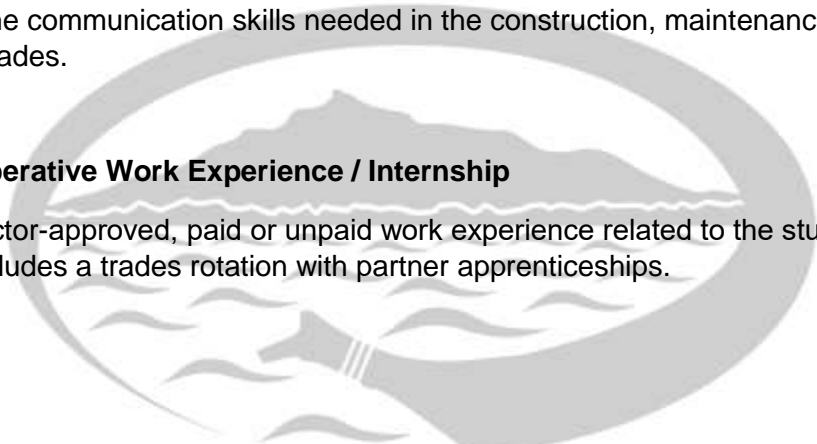 he communication skills needed in the construction, maintenanc
ades.
perative Work Experience / Internship
ctor-approved, paid or unpaid work experience related to the stu
ludes a trades rotation with partner apprenticeships.